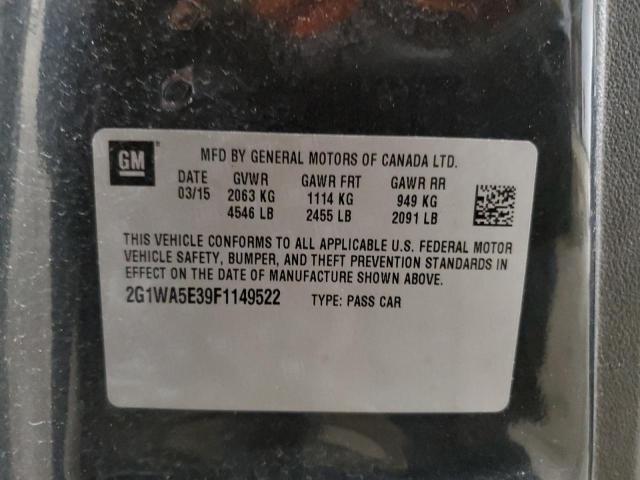 GM
MFD BY GENERAL MOTORS OF CANADA LTD.
DATE GVWR GAWR FRT GAWR RR
03/15 2063 KG 1114 KG 949 KG
4546 LB 2455 LB 2091 LB
THIS VEHICLE CONFORMS TO ALL APPLICABLE U.S. FEDERAL MOTOR
VEHICLE SAFETY, BUMPER, AND THEFT PREVENTION STANDARDS IN
EFFECT ON THE DATE OF MANUFACTURE SHOWN ABOVE.
2G1WA5E39F1149522 TYPE: PASS CAR